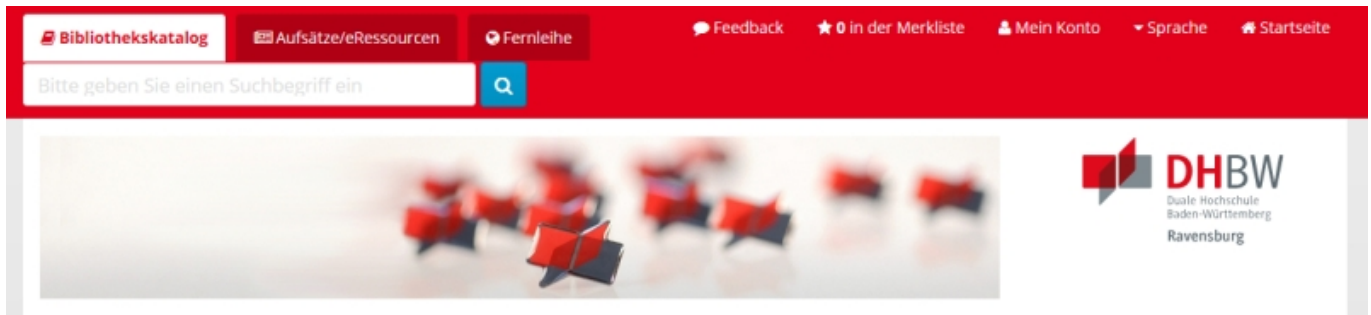 Bibliothekskatalog Aufsätze/eRessourcen Fernleihe Feedback 0 in der Merkliste Mein Konto Sprache Startseite
Bitte geben Sie einen Suchbegriff ein
DHBW
Duale Hochschule
Baden-Württemberg
Ravensburg